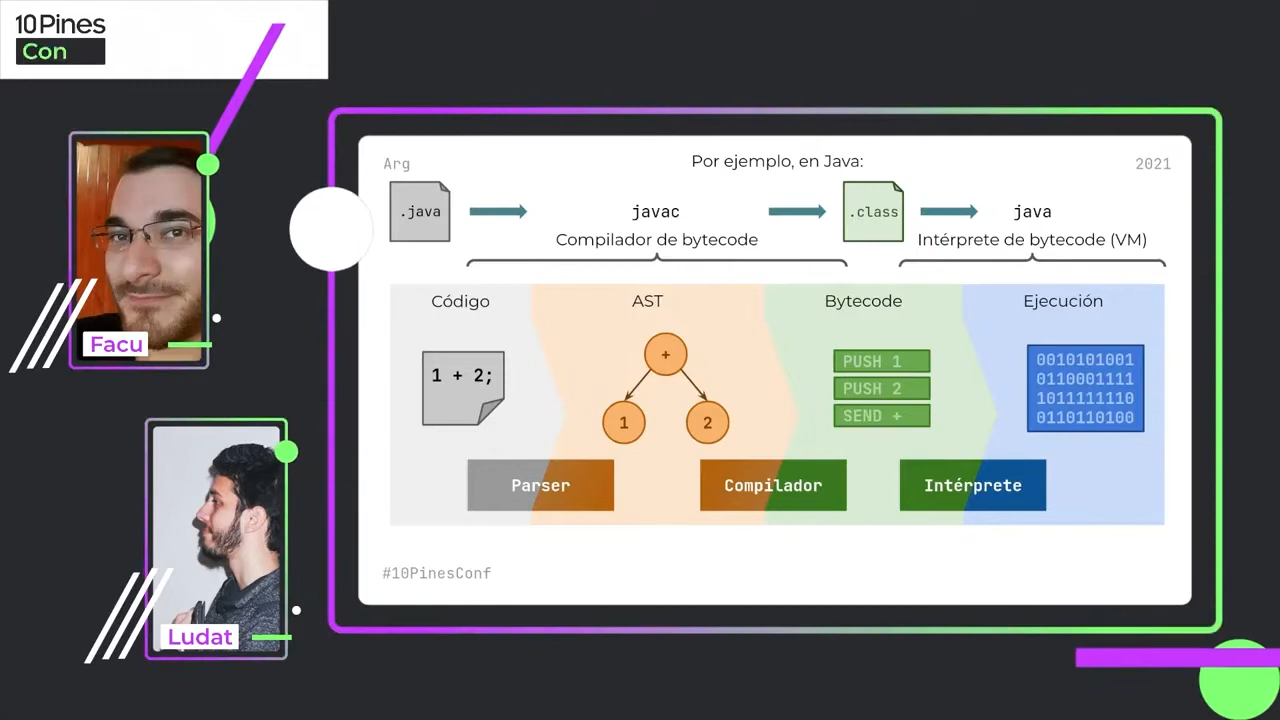 10Pines
Con
Facu
Ludat
Arg
Por ejemplo, en Java:
2021
.java
javac
.class
java
Compilador de bytecode
Intérprete de bytecode (VM)
Código
AST
Bytecode
Ejecución
1 + 2;
+
1
2
PUSH 1
PUSH 2
SEND +
0010101001
0110001111
1011111110
0110110100
Parser
Compilador
Intérprete
#10PinesConf